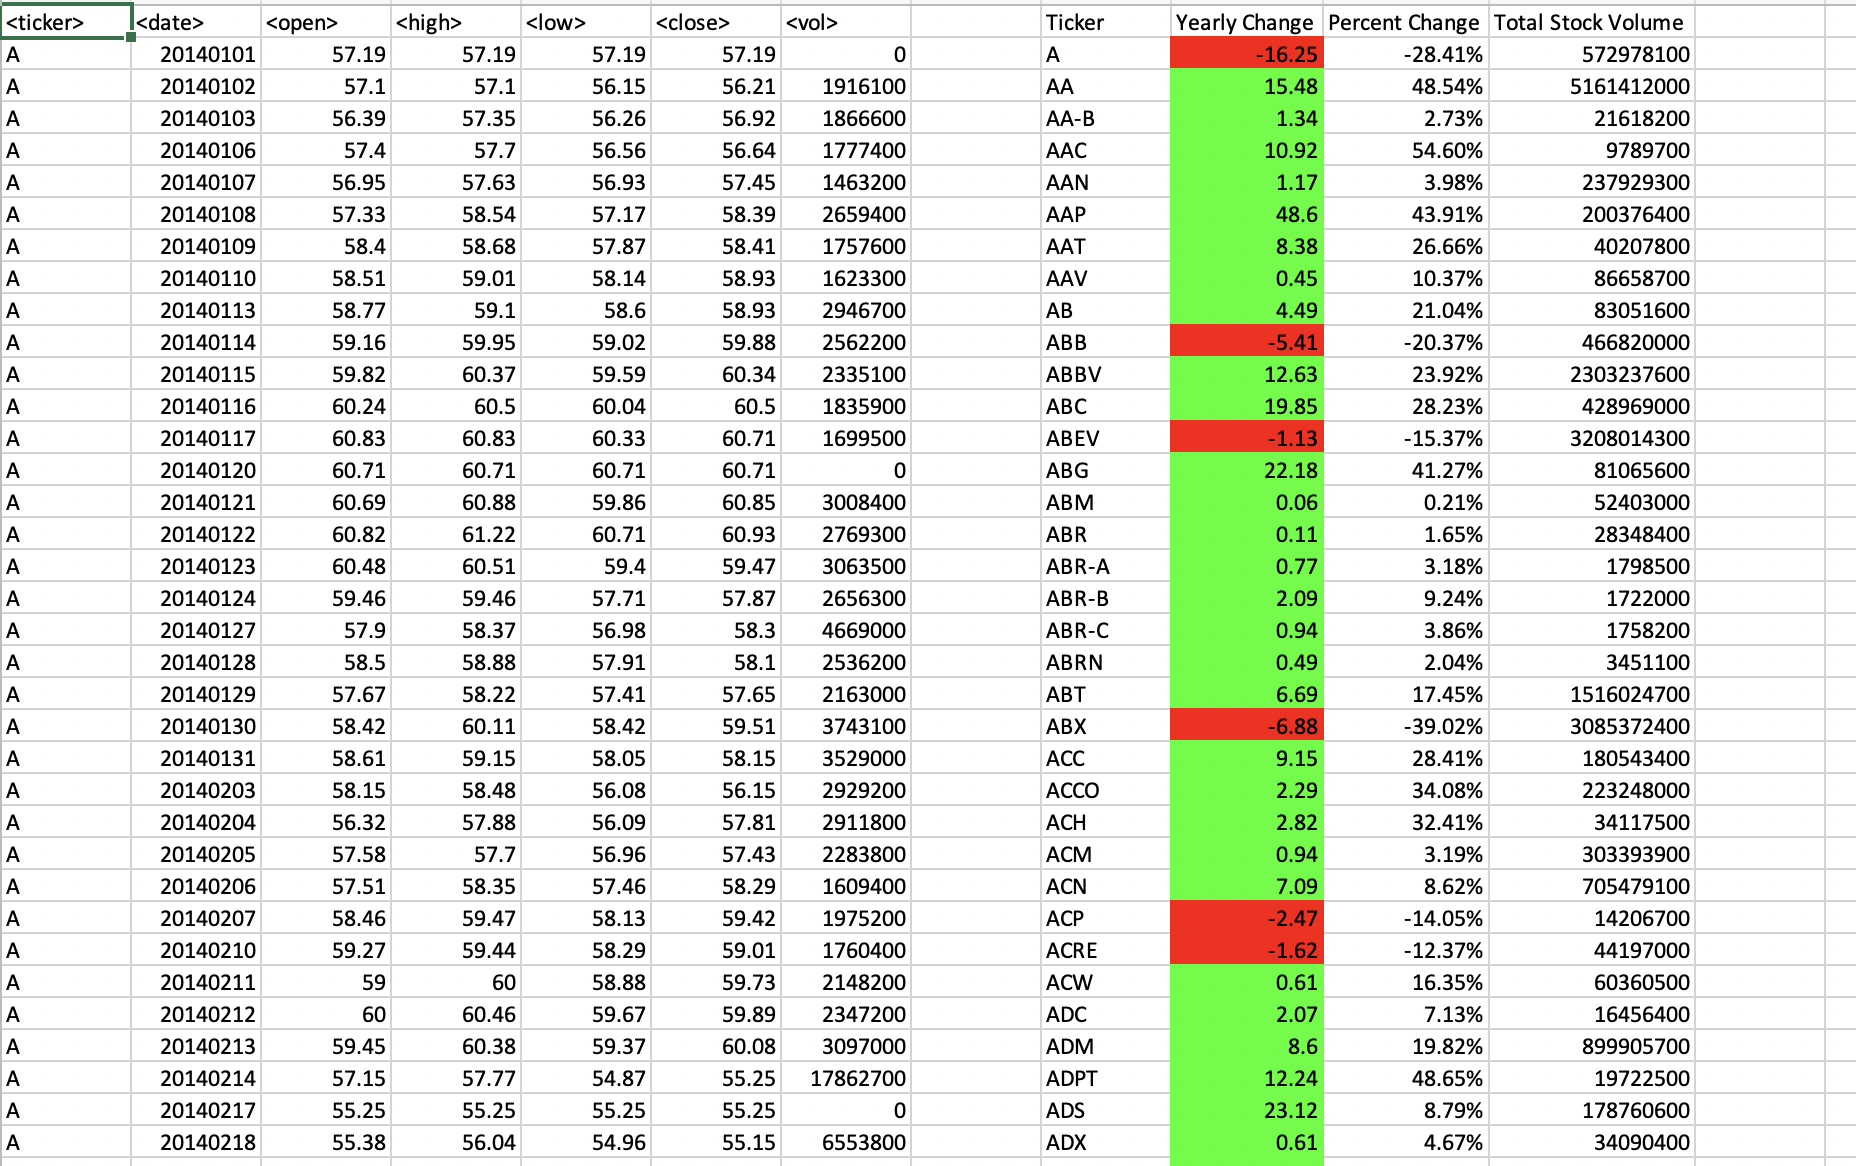 <ticker> <date> <open> <high> <low> <close> <vol> Ticker Yearly Change Percent Change Total Stock Volume
A 20140101 57.19 57.19 57.19 57.19 0 A -16.25 -28.41% 572978100
A 20140102 57.1 57.1 56.15 56.21 1916100 AA 15.48 48.54% 5161412000
A 20140103 56.39 57.35 56.26 56.92 1866600 AA-B 1.34 2.73% 21618200
A 20140106 57.4 57.7 56.56 56.64 1777400 AAC 10.92 54.60% 9789700
A 20140107 56.95 57.63 56.93 57.45 1463200 AAN 1.17 3.98% 237929300
A 20140108 57.33 58.54 57.17 58.39 2659400 AAP 48.6 43.91% 200376400
A 20140109 58.4 58.68 57.87 58.41 1757600 AAT 8.38 26.66% 40207800
A 20140110 58.51 59.01 58.14 58.93 1623300 AAV 0.45 10.37% 86658700
A 20140113 58.77 59.1 58.6 58.93 2946700 AB 4.49 21.04% 83051600
A 20140114 59.16 59.95 59.02 59.88 2562200 ABB -5.41 -20.37% 466820000
A 20140115 59.82 60.37 59.59 60.34 2335100 ABBV 12.63 23.92% 2303237600
A 20140116 60.24 60.5 60.04 60.5 1835900 ABC 19.85 28.23% 428969000
A 20140117 60.83 60.83 60.33 60.71 1699500 ABEV -1.13 -15.37% 3208014300
A 20140120 60.71 60.71 60.71 60.71 0 ABG 22.18 41.27% 81065600
A 20140121 60.69 60.88 59.86 60.85 3008400 ABM 0.06 0.21% 52403000
A 20140122 60.82 61.22 60.71 60.93 2769300 ABR 0.11 1.65% 28348400
A 20140123 60.48 60.51 59.4 59.47 3063500 ABR-A 0.77 3.18% 1798500
A 20140124 59.46 59.46 57.71 57.87 2656300 ABR-B 2.09 9.24% 1722000
A 20140127 57.9 58.37 56.98 58.3 4669000 ABR-C 0.94 3.86% 1758200
A 20140128 58.5 58.88 57.91 58.1 2536200 ABRN 0.49 2.04% 3451100
A 20140129 57.67 58.22 57.41 57.65 2163000 ABT 6.69 17.45% 1516024700
A 20140130 58.42 60.11 58.42 59.51 3743100 ABX -6.88 -39.02% 3085372400
A 20140131 58.61 59.15 58.05 58.15 3529000 ACC 9.15 28.41% 180543400
A 20140203 58.15 58.48 56.08 56.15 2929200 ACCO 2.29 34.08% 223248000
A 20140204 56.32 57.88 56.09 57.81 2911800 ACH 2.82 32.41% 34117500
A 20140205 57.58 57.7 56.96 57.43 2283800 ACM 0.94 3.19% 303393900
A 20140206 57.51 58.35 57.46 58.29 1609400 ACN 7.09 8.62% 705479100
A 20140207 58.46 59.47 58.13 59.42 1975200 ACP -2.47 -14.05% 14206700
A 20140210 59.27 59.44 58.29 59.01 1760400 ACRE -1.62 -12.37% 44197000
A 20140211 59 60 58.88 59.73 2148200 ACW 0.61 16.35% 60360500
A 20140212 60 60.46 59.67 59.89 2347200 ADC 2.07 7.13% 16456400
A 20140213 59.45 60.38 59.37 60.08 3097000 ADM 8.6 19.82% 899905700
A 20140214 57.15 57.77 54.87 55.25 17862700 ADPT 12.24 48.65% 19722500
A 20140217 55.25 55.25 55.25 55.25 0 ADS 23.12 8.79% 178760600
A 20140218 55.38 56.04 54.96 55.15 6553800 ADX 0.61 4.67% 34090400